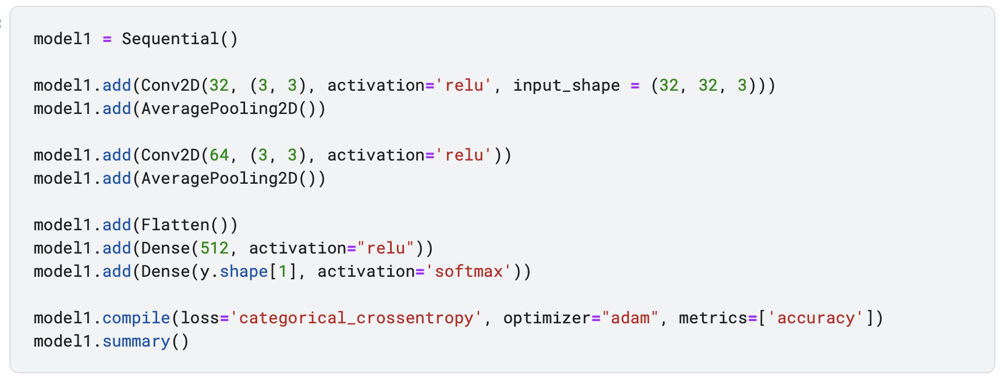 model1 = Sequential()
model1.add(Conv2D(32, (3, 3), activation='relu', input_shape = (32, 32, 3)))
model1.add(AveragePooling2D())
model1.add(Conv2D(64, (3, 3), activation='relu'))
model1.add(AveragePooling2D())
model1.add(Flatten())
model1.add(Dense(512, activation="relu"))
model1.add(Dense(y.shape[1], activation='softmax'))
model1.compile(loss='categorical_crossentropy', optimizer="adam", metrics=['accuracy'])
model1.summary()